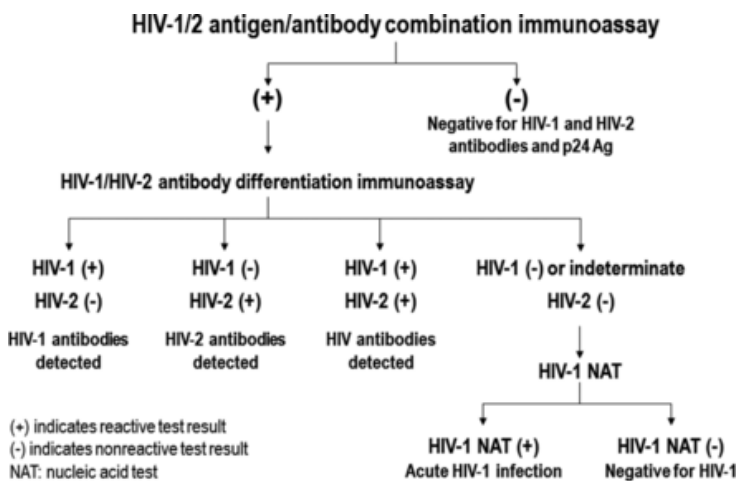 HIV-1/2 antigen/antibody combination immunoassay
(+)
(-)
Negative for HIV-1 and HIV-2
antibodies and p24 Ag
HIV-1/HIV-2 antibody differentiation immunoassay
HIV-1 (+)
HIV-2 (-)
HIV-1 antibodies
detected
HIV-1 (-)
HIV-2 (+)
HIV-2 antibodies
detected
HIV-1 (+)
HIV-2 (+)
HIV antibodies
detected
HIV-1 (-) or indeterminate
HIV-2 (-)
HIV-1 NAT
HIV-1 NAT (+)
Acute HIV-1 infection
HIV-1 NAT (-)
Negative for HIV-1
(+) indicates reactive test result
(-) indicates nonreactive test result
NAT: nucleic acid test